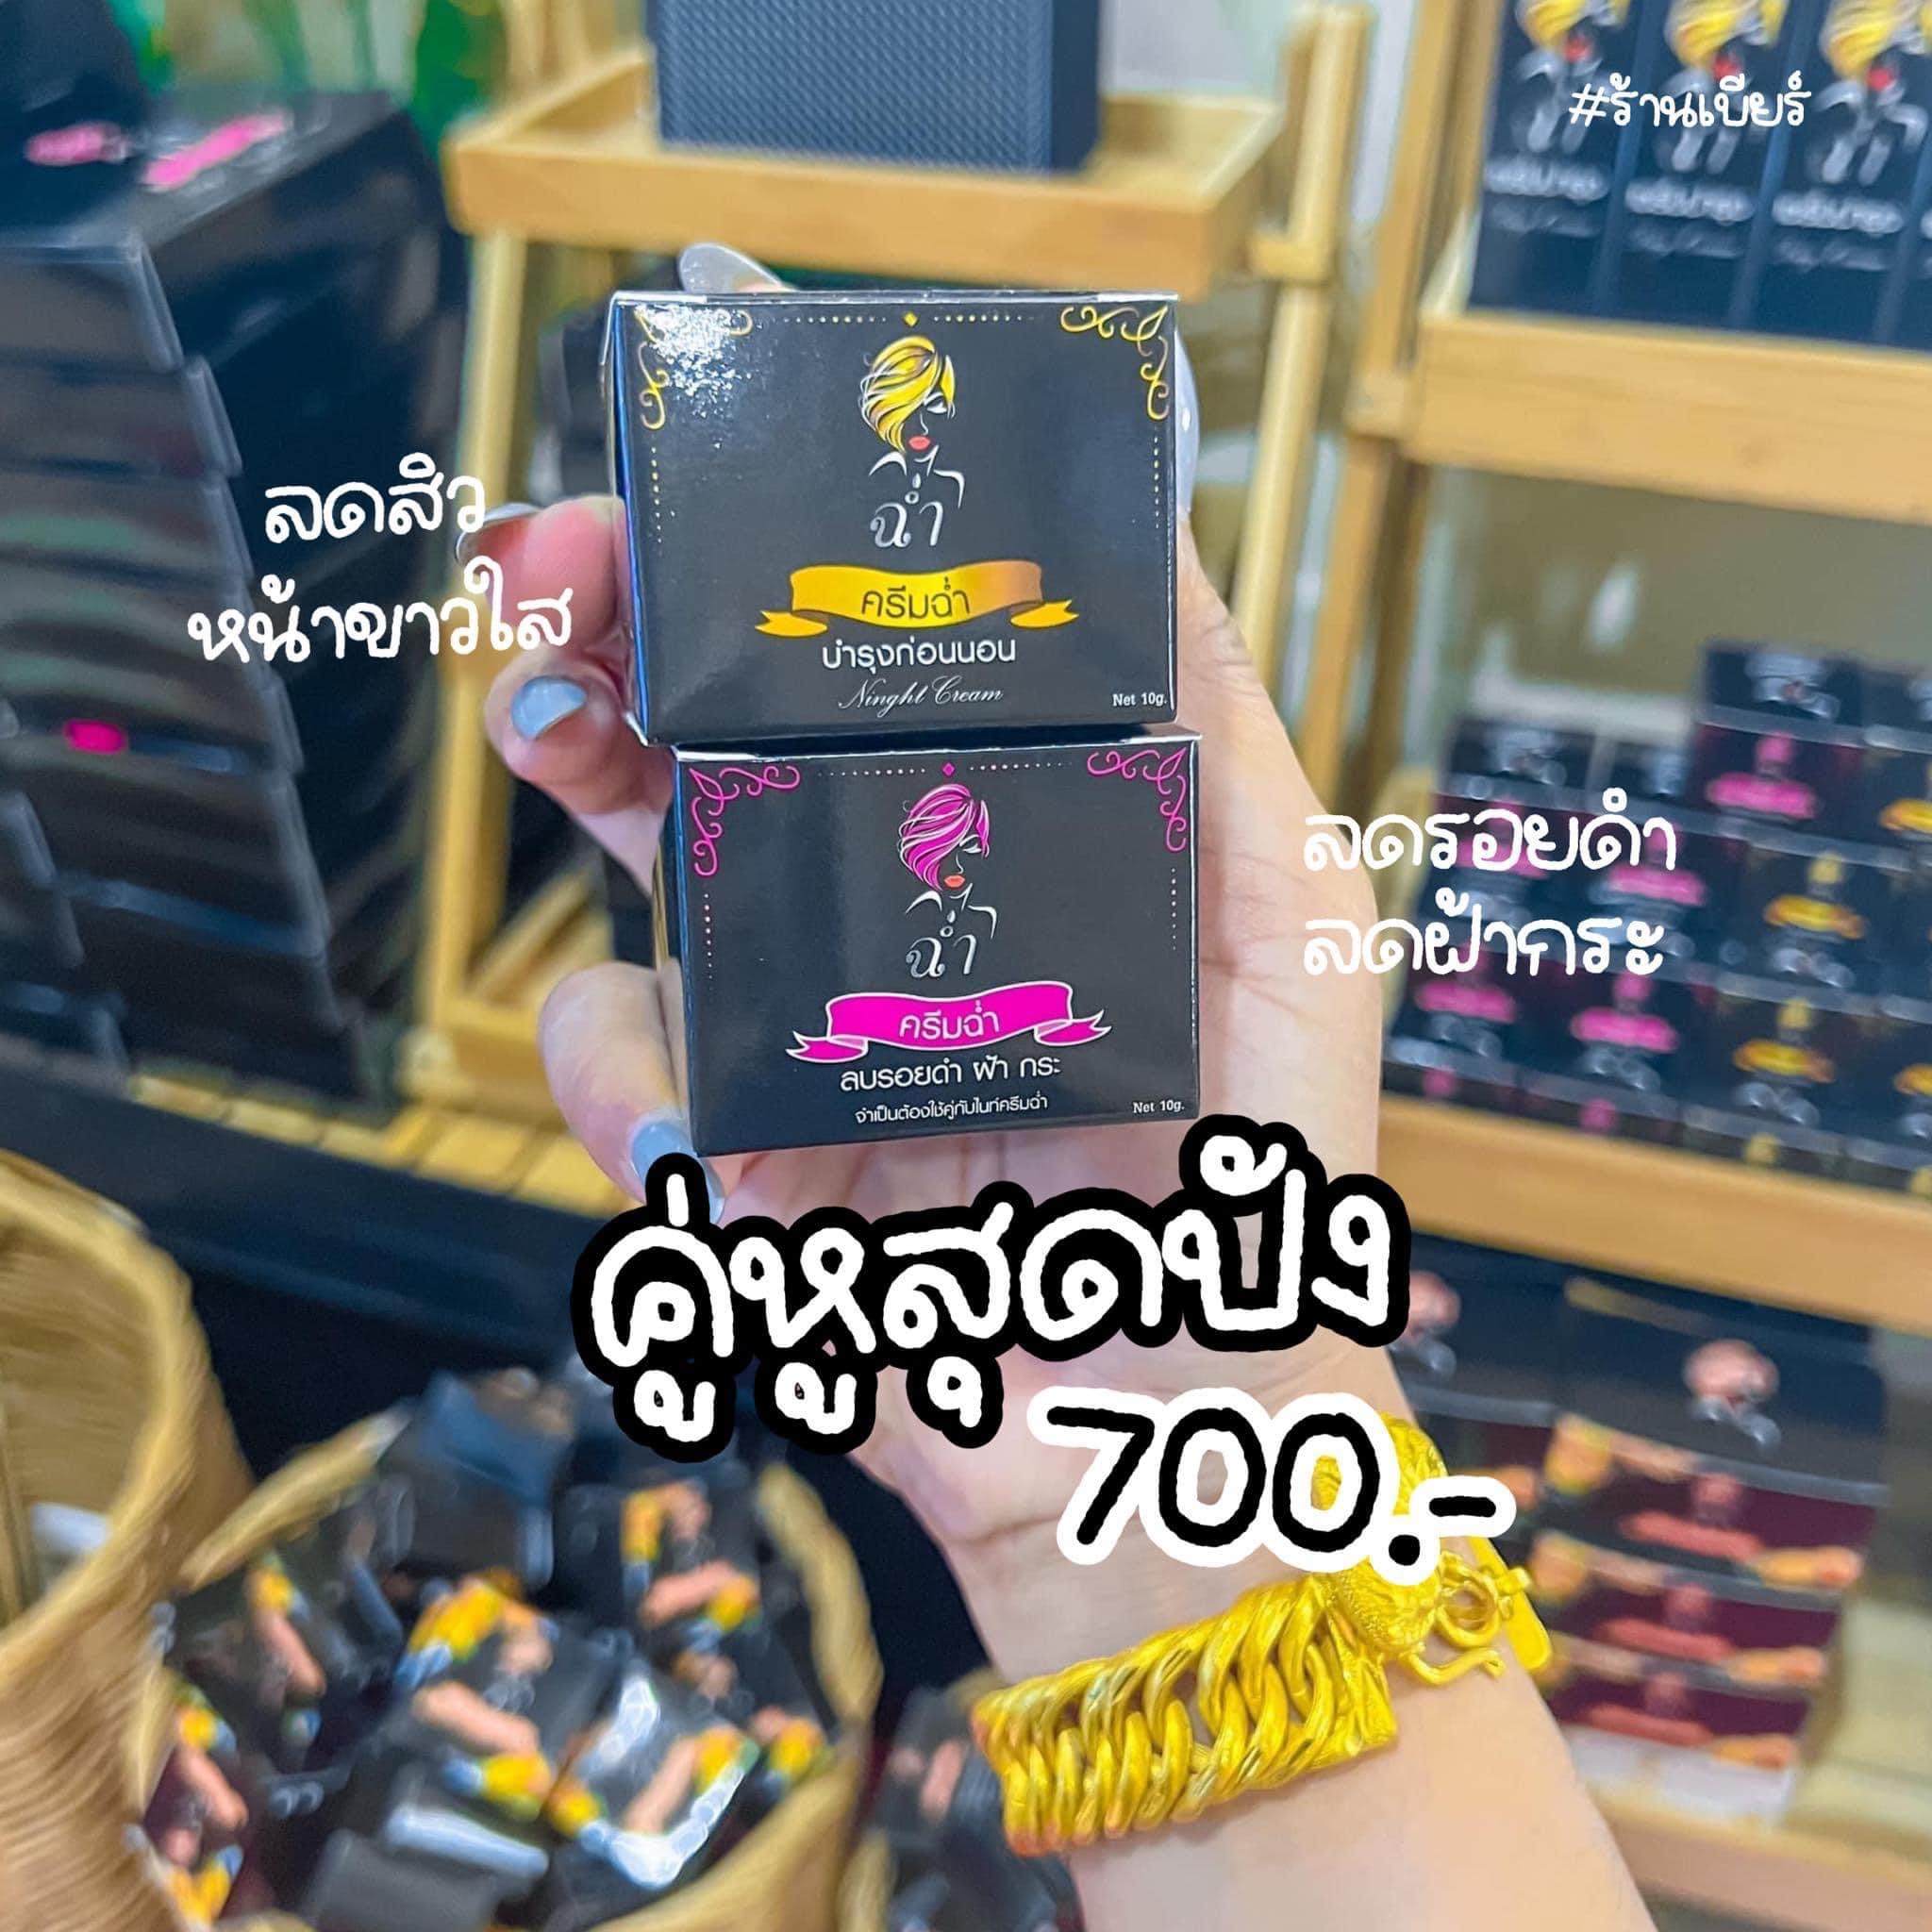 #ร้านเบียร์
ลดสิว
หน้าขาวใส
ฉ่ำ
ครีมฉ่ำ
บำรุงก่อนนอน
Ninght Cream
Net 10g.
ลดรอยดำ
ลดฝ้ากระ
ฉ่ำ
ครีมฉ่ำ
ลบรอยดำ ฝ้า กระ
จำเป็นต้องใช้คู่กับไนท์ครีมฉ่ำ
Net 10g.
คู่หูสุดปัง
700.-